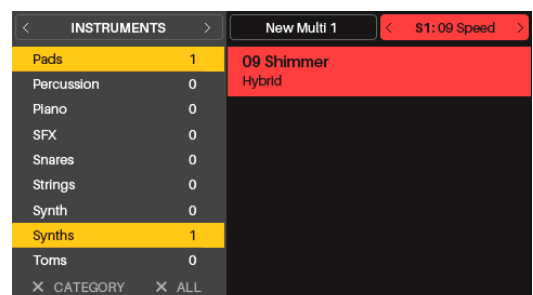 < INSTRUMENTS >
New Multi 1
< S1: 09 Speed >
Pads 1
Percussion 0
Piano 0
SFX 0
Snares 0
Strings 0
Synth 0
Synths 1
Toms 0
× CATEGORY × ALL
09 Shimmer
Hybrid